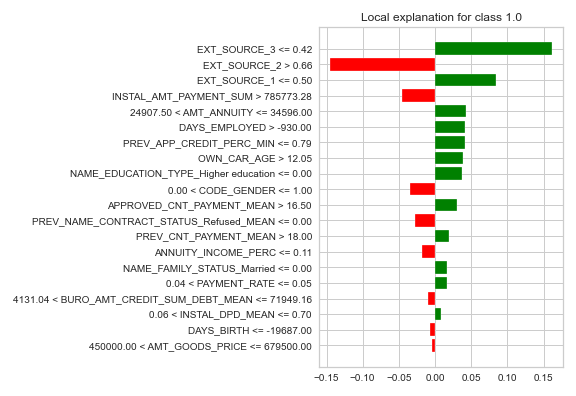 Local explanation for class 1.0
EXT_SOURCE_3 <= 0.42
EXT_SOURCE_2 > 0.66
EXT_SOURCE_1 <= 0.50
INSTAL_AMT_PAYMENT_SUM > 785773.28
24907.50 < AMT_ANNUITY <= 34596.00
DAYS_EMPLOYED > -930.00
PREV_APP_CREDIT_PERC_MIN <= 0.79
OWN_CAR_AGE > 12.05
NAME_EDUCATION_TYPE_Higher education <= 0.00
0.00 < CODE_GENDER <= 1.00
APPROVED_CNT_PAYMENT_MEAN > 16.50
PREV_NAME_CONTRACT_STATUS_Refused_MEAN <= 0.00
PREV_CNT_PAYMENT_MEAN > 18.00
ANNUITY_INCOME_PERC <= 0.11
NAME_FAMILY_STATUS_Married <= 0.00
0.04 < PAYMENT_RATE <= 0.05
4131.04 < BURO_AMT_CREDIT_SUM_DEBT_MEAN <= 71949.16
0.06 < INSTAL_DPD_MEAN <= 0.70
DAYS_BIRTH <= -19687.00
450000.00 < AMT_GOODS_PRICE <= 679500.00
−0.15 −0.10 −0.05 0.00 0.05 0.10 0.15